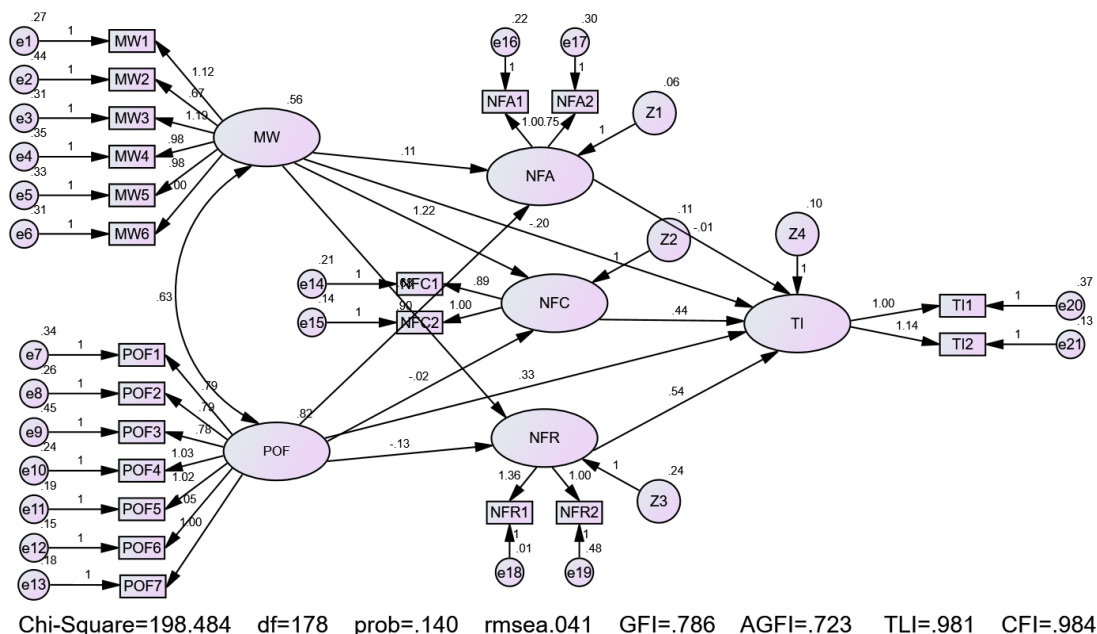 .27
e1 1 MW1
.44
e2 1 MW2
.31
e3 1 MW3
.35
e4 1 MW4
.33
e5 1 MW5
.31
e6 1 MW6
1.12
.67
1.19
.98
.98
.00
MW .56
.63
.34
e7 1 POF1
.26
e8 1 POF2
.45
e9 1 POF3
.24
e10 1 POF4
.19
e11 1 POF5
.15
e12 1 POF6
.18
e13 1 POF7
.79
.79
.78
1.03
1.02
.05
1.00
POF .82
.22
e16
1
NFA1
.30
e17
1
NFA2
1.00 .75
NFA
.06
Z1
1
.11
1.22
-.20
.11
-.01
Z2
1
.21
e14 1 NFC1 .89
.14
e15 1 NFC2 1.00
.90
NFC
.44
-.02
.33
-.13
NFR
.54
1.36 1.00
NFR1 NFR2
1 1
.01 .48
e18 e19
1
.24
Z3
.10
Z4
1
TI
1.00 TI1 1 .37
e20
1.14 TI2 1 .13
e21
Chi-Square=198.484 df=178 prob=.140 rmsea.041 GFI=.786 AGFI=.723 TLI=.981 CFI=.984